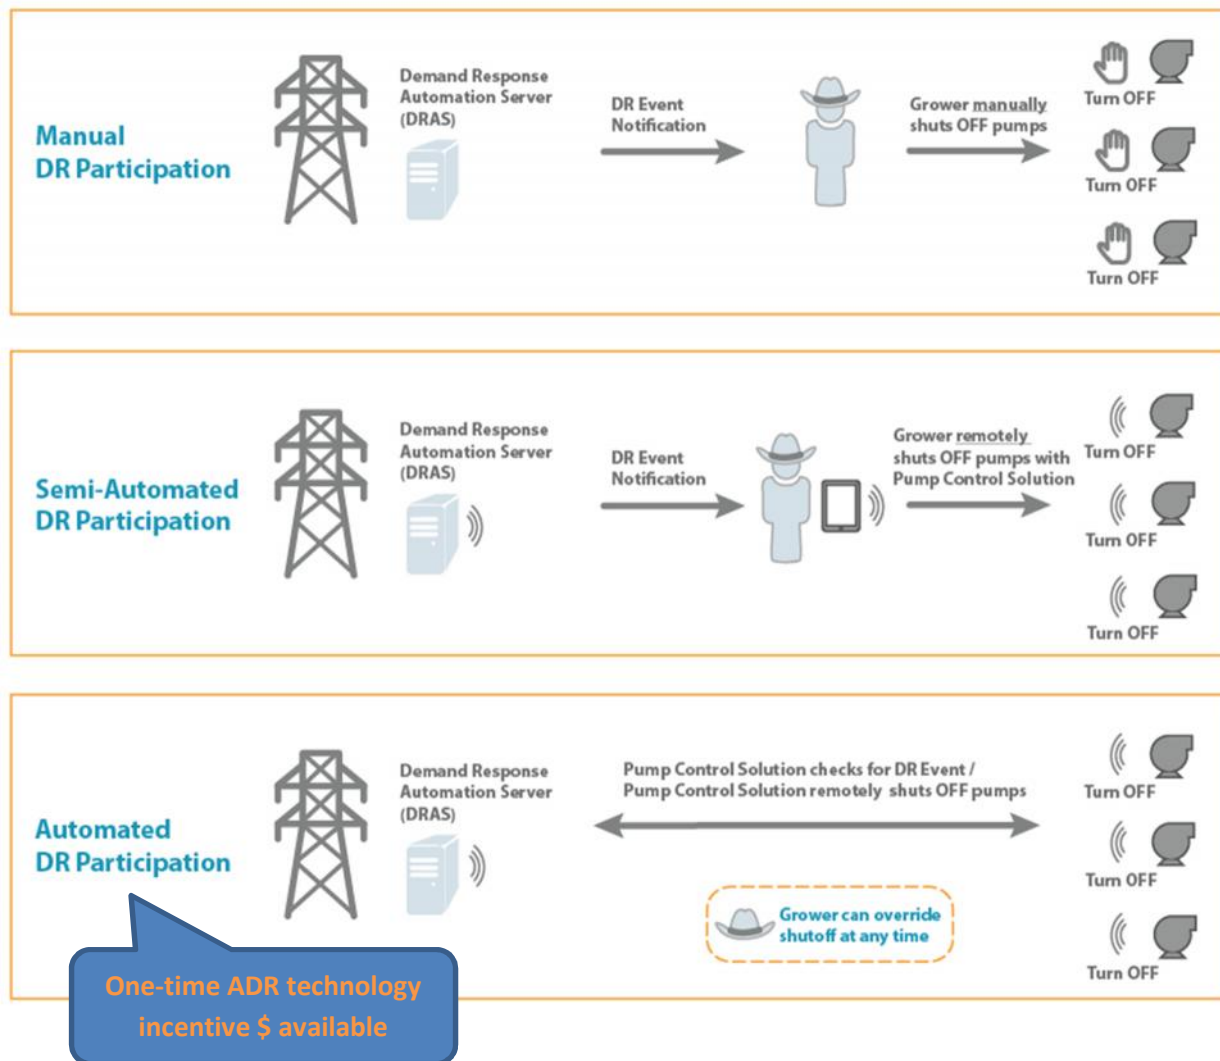 Manual
DR Participation
Demand Response
Automation Server
(DRAS)
DR Event
Notification
Grower manually
shuts OFF pumps
Turn OFF
Turn OFF
Turn OFF
Semi-Automated
DR Participation
Demand Response
Automation Server
(DRAS)
DR Event
Notification
Grower remotely
shuts OFF pumps with
Pump Control Solution
Turn OFF
Turn OFF
Turn OFF
Automated
DR Participation
Demand Response
Automation Server
(DRAS)
Pump Control Solution checks for DR Event /
Pump Control Solution remotely shuts OFF pumps
Grower can override
shutoff at any time
Turn OFF
Turn OFF
Turn OFF
One-time ADR technology
incentive $ available